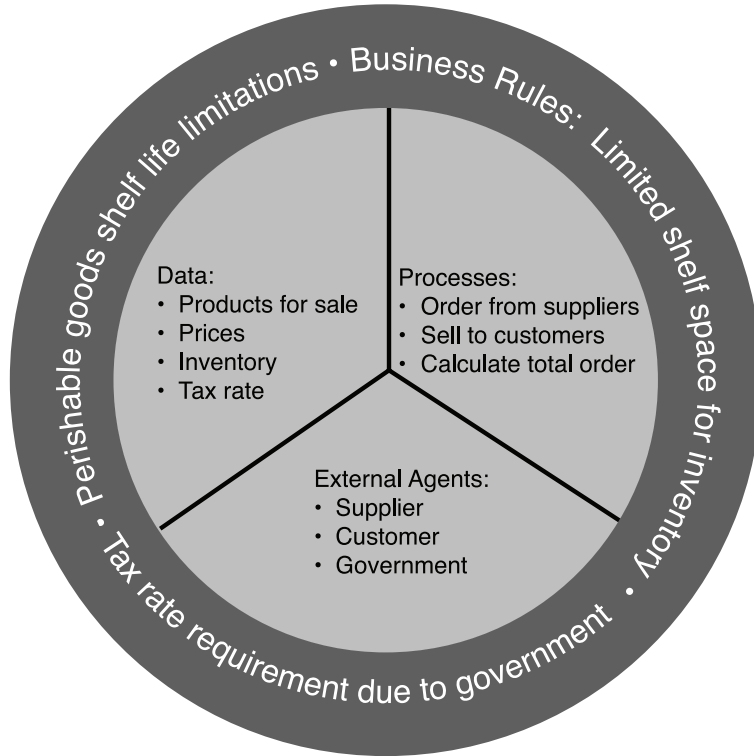 Business Rules: Limited shelf space for inventory • Tax rate requirement due to government • Perishable goods shelf life limitations •
Data:
• Products for sale
• Prices
• Inventory
• Tax rate
Processes:
• Order from suppliers
• Sell to customers
• Calculate total order
External Agents:
• Supplier
• Customer
• Government